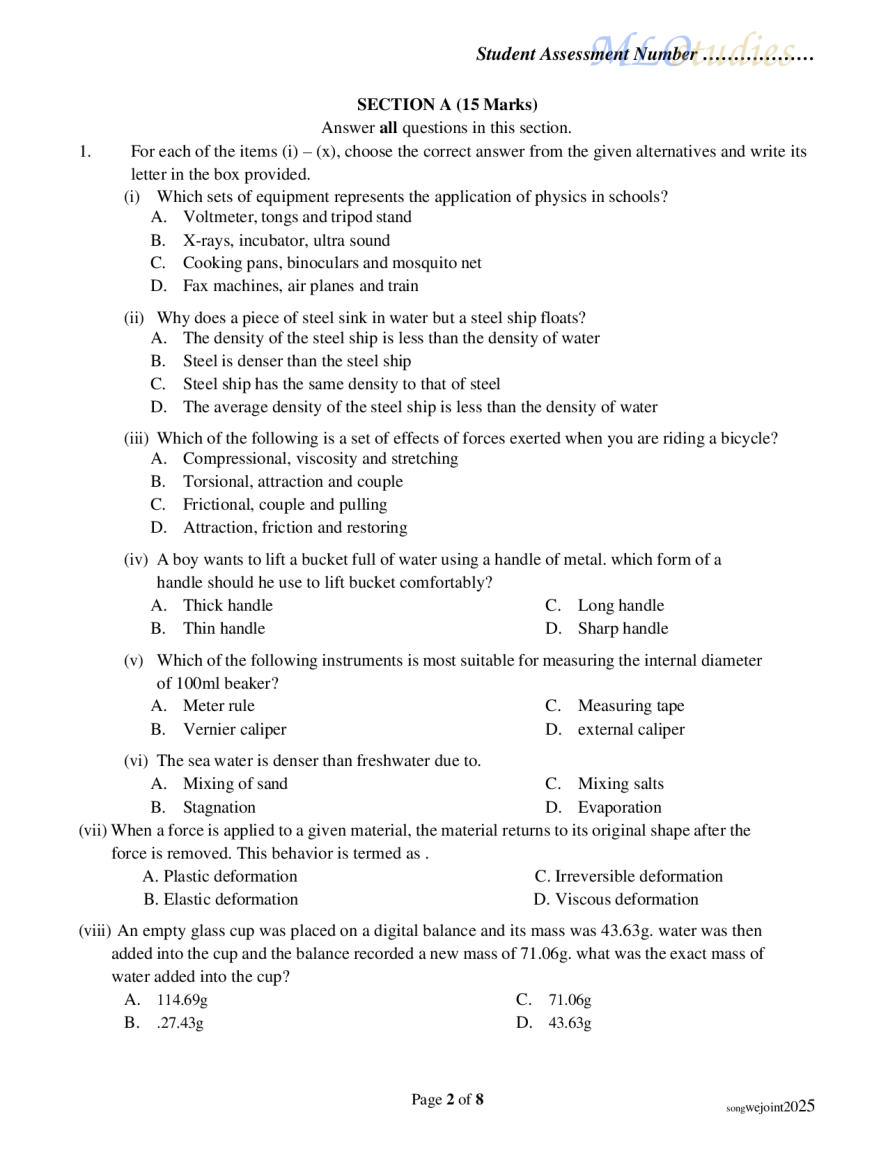 MLOtudies
Student Assessment Number ………………
SECTION A (15 Marks)
Answer all questions in this section.
1. For each of the items (i) – (x), choose the correct answer from the given alternatives and write its
letter in the box provided.
(i) Which sets of equipment represents the application of physics in schools?
A. Voltmeter, tongs and tripod stand
B. X-rays, incubator, ultra sound
C. Cooking pans, binoculars and mosquito net
D. Fax machines, air planes and train
(ii) Why does a piece of steel sink in water but a steel ship floats?
A. The density of the steel ship is less than the density of water
B. Steel is denser than the steel ship
C. Steel ship has the same density to that of steel
D. The average density of the steel ship is less than the density of water
(iii) Which of the following is a set of effects of forces exerted when you are riding a bicycle?
A. Compressional, viscosity and stretching
B. Torsional, attraction and couple
C. Frictional, couple and pulling
D. Attraction, friction and restoring
(iv) A boy wants to lift a bucket full of water using a handle of metal. which form of a
handle should he use to lift bucket comfortably?
A. Thick handle C. Long handle
B. Thin handle D. Sharp handle
(v) Which of the following instruments is most suitable for measuring the internal diameter
of 100ml beaker?
A. Meter rule C. Measuring tape
B. Vernier caliper D. external caliper
(vi) The sea water is denser than freshwater due to.
A. Mixing of sand C. Mixing salts
B. Stagnation D. Evaporation
(vii) When a force is applied to a given material, the material returns to its original shape after the
force is removed. This behavior is termed as .
A. Plastic deformation C. Irreversible deformation
B. Elastic deformation D. Viscous deformation
(viii) An empty glass cup was placed on a digital balance and its mass was 43.63g. water was then
added into the cup and the balance recorded a new mass of 71.06g. what was the exact mass of
water added into the cup?
A. 114.69g C. 71.06g
B. .27.43g D. 43.63g
Page 2 of 8
songwejoint2025